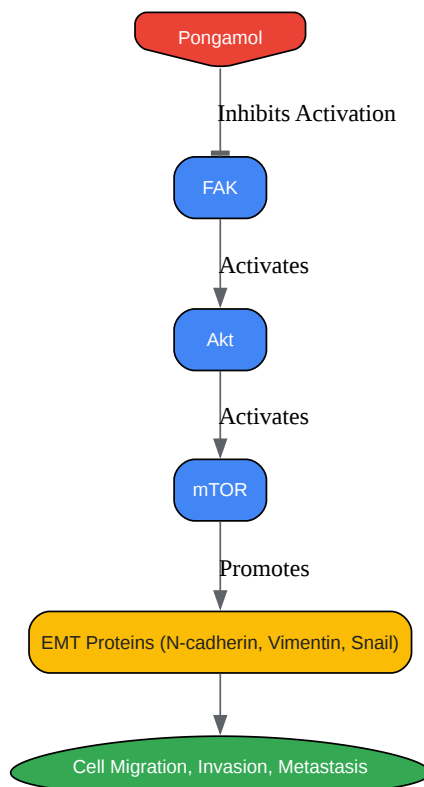 Pongamol
Inhibits Activation
FAK
Activates
Akt
Activates
mTOR
Promotes
EMT Proteins (N-cadherin, Vimentin, Snail)
Cell Migration, Invasion, Metastasis